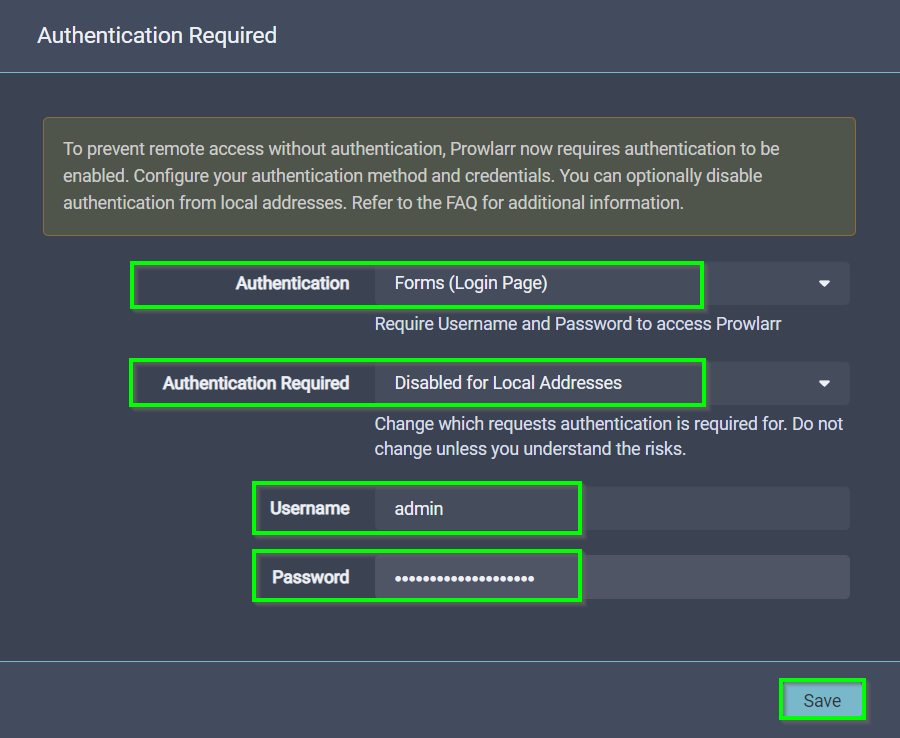 Authentication Required
To prevent remote access without authentication, Prowlarr now requires authentication to be
enabled. Configure your authentication method and credentials. You can optionally disable
authentication from local addresses. Refer to the FAQ for additional information.
Authentication Forms (Login Page)
Require Username and Password to access Prowlarr
Authentication Required Disabled for Local Addresses
Change which requests authentication is required for. Do not
change unless you understand the risks.
Username admin
Password ••••••••••••••••••••
Save